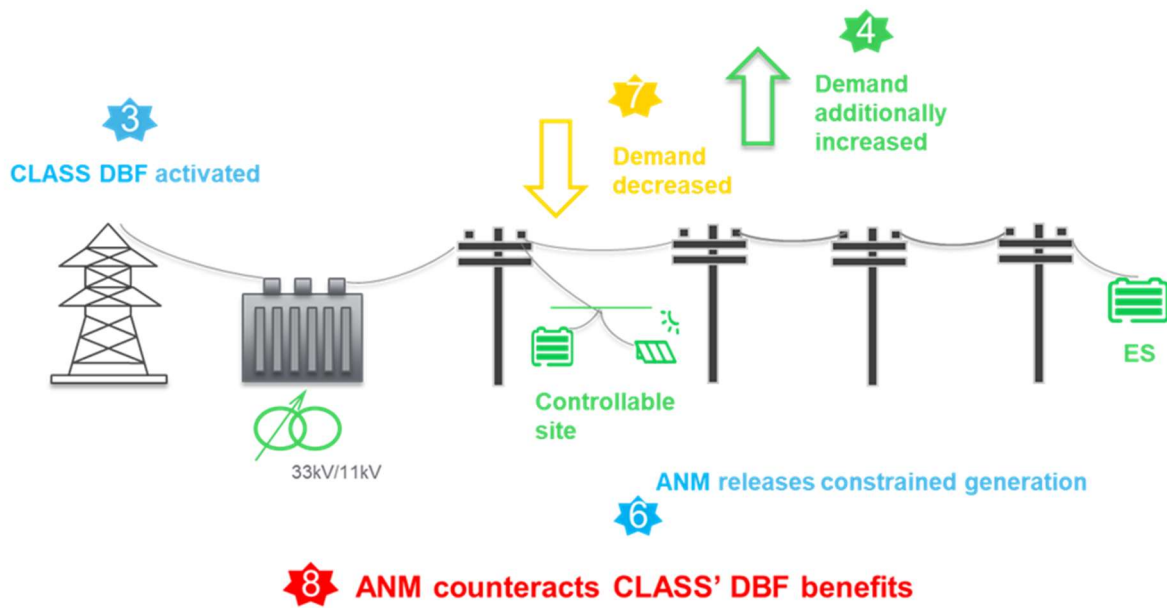 4
Demand
additionally
increased
7
Demand
decreased
3
CLASS DBF activated
ES
Controllable
site
33kV/11kV
ANM releases constrained generation
6
8 ANM counteracts CLASS’ DBF benefits